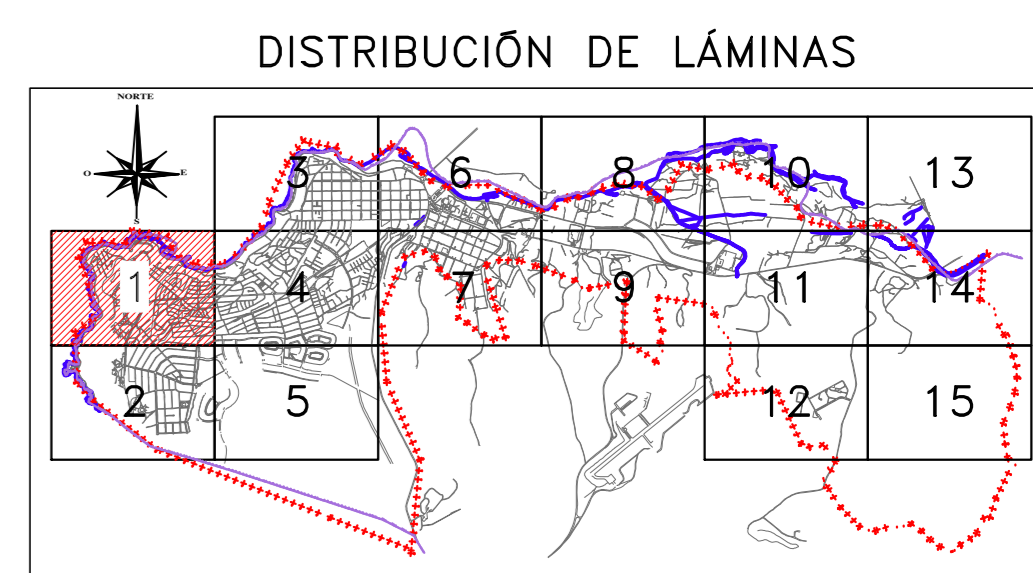 DISTRIBUCIÓN DE LÁMINAS
NORTE
O E
S
3 6 8 10 13
1 4 7 9 11 14
2 5 12 15